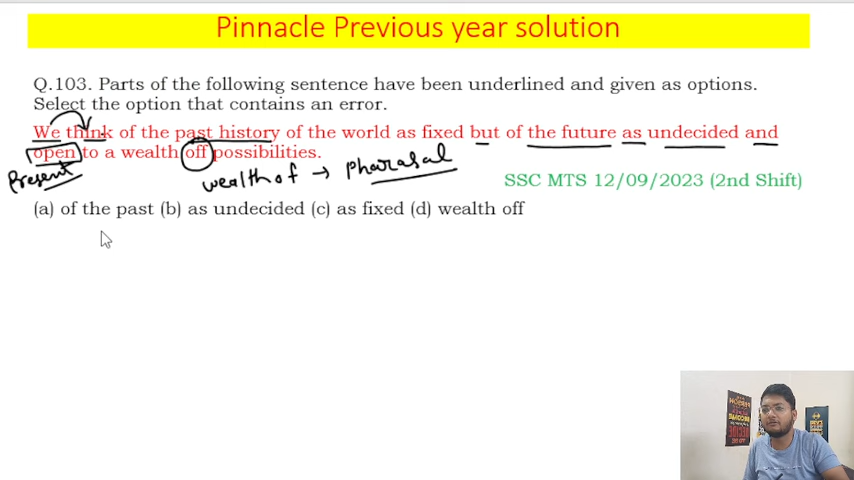 Pinnacle Previous year solution
Q.103. Parts of the following sentence have been underlined and given as options.
Select the option that contains an error.
We think of the past history of the world as fixed but of the future as undecided and
open to a wealth off possibilities.
Present
wealth of → pharasal
SSC MTS 12/09/2023 (2nd Shift)
(a) of the past (b) as undecided (c) as fixed (d) wealth off